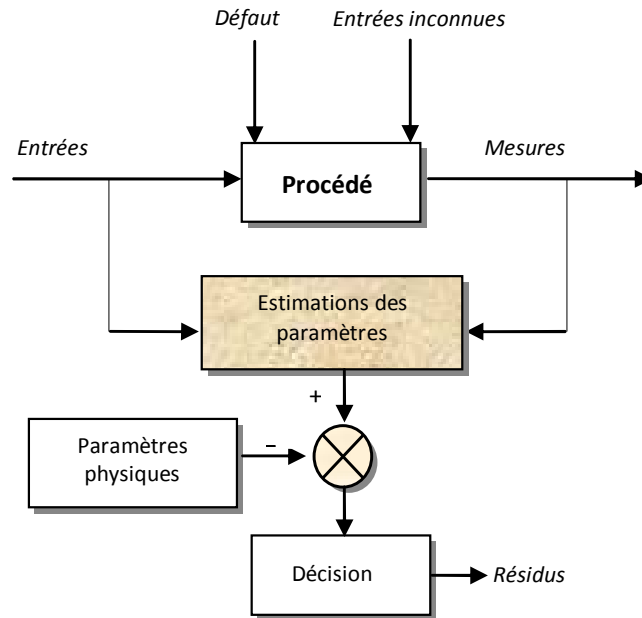 Défaut
Entrées inconnues
Entrées
Mesures
Procédé
Estimations des
paramètres
+
Paramètres
physiques
–
Décision
Résidus